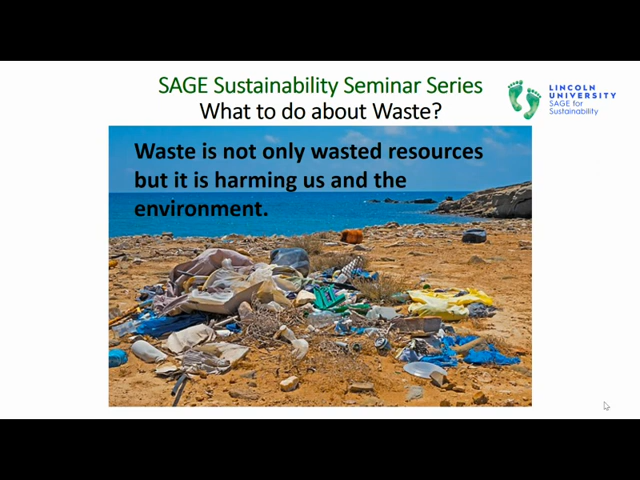 SAGE Sustainability Seminar Series
What to do about Waste?
LINCOLN
UNIVERSITY
SAGE for
Sustainability
Waste is not only wasted resources
but it is harming us and the
environment.